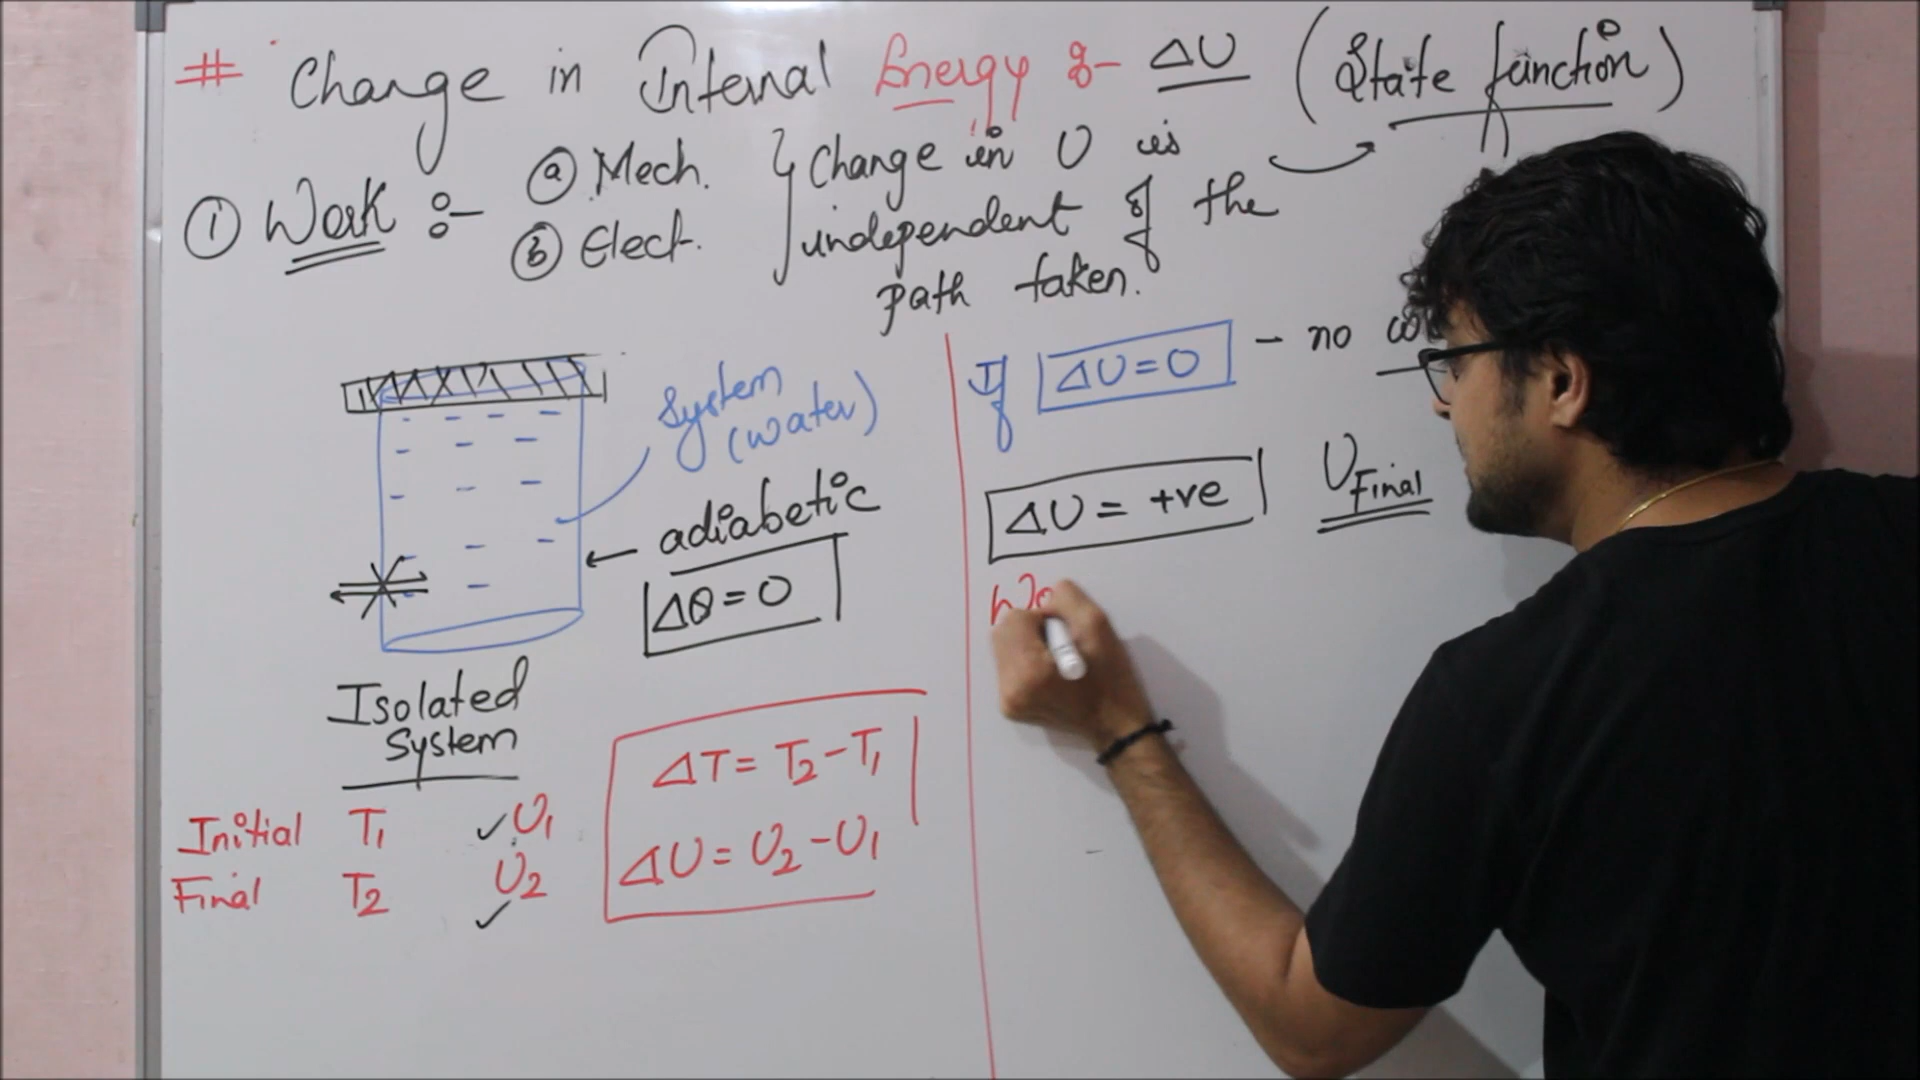 # Change in Internal Energy :- ΔU (State function)
① Work :- ⓐ Mech.
ⓑ Elect.
Change in U is
independent of the
path taken.
System
(water)
adiabetic
ΔQ = 0
Isolated
System
Initial T₁ ✓U₁
Final T₂ U₂ ✓
ΔT = T₂-T₁
ΔU = U₂-U₁
If ΔU=0 - no
ΔU = +ve U Final